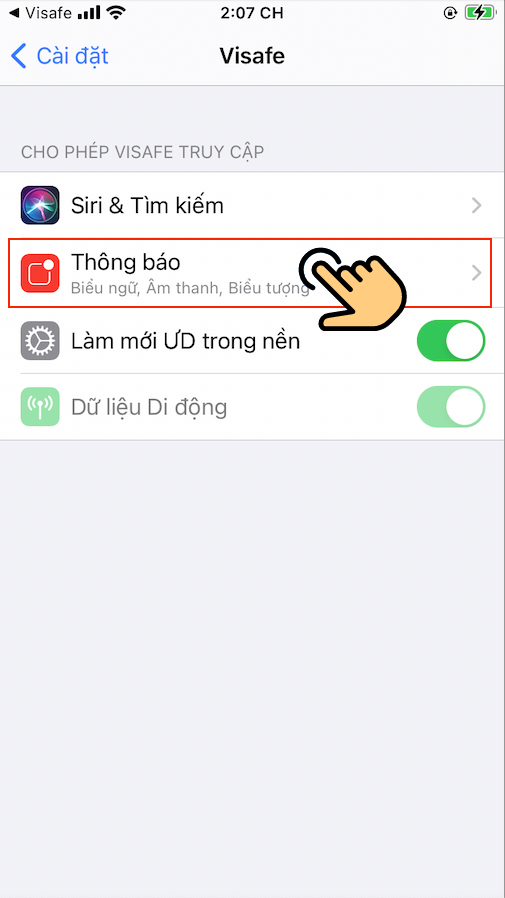 Visafe
2:07 CH
Cài đặt
Visafe
CHO PHÉP VISAFE TRUY CẬP
Siri & Tìm kiếm
Thông báo
Biểu ngữ, Âm thanh, Biểu tượng
Làm mới ƯD trong nền
Dữ liệu Di động